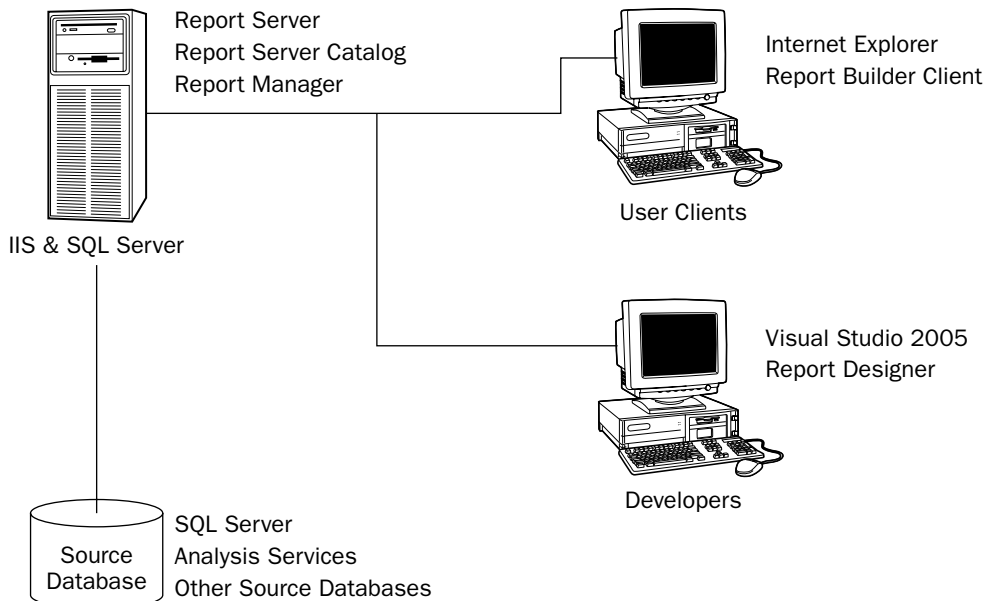 Report Server
Report Server Catalog
Report Manager
IIS & SQL Server
Internet Explorer
Report Builder Client
User Clients
Visual Studio 2005
Report Designer
Developers
Source
Database
SQL Server
Analysis Services
Other Source Databases